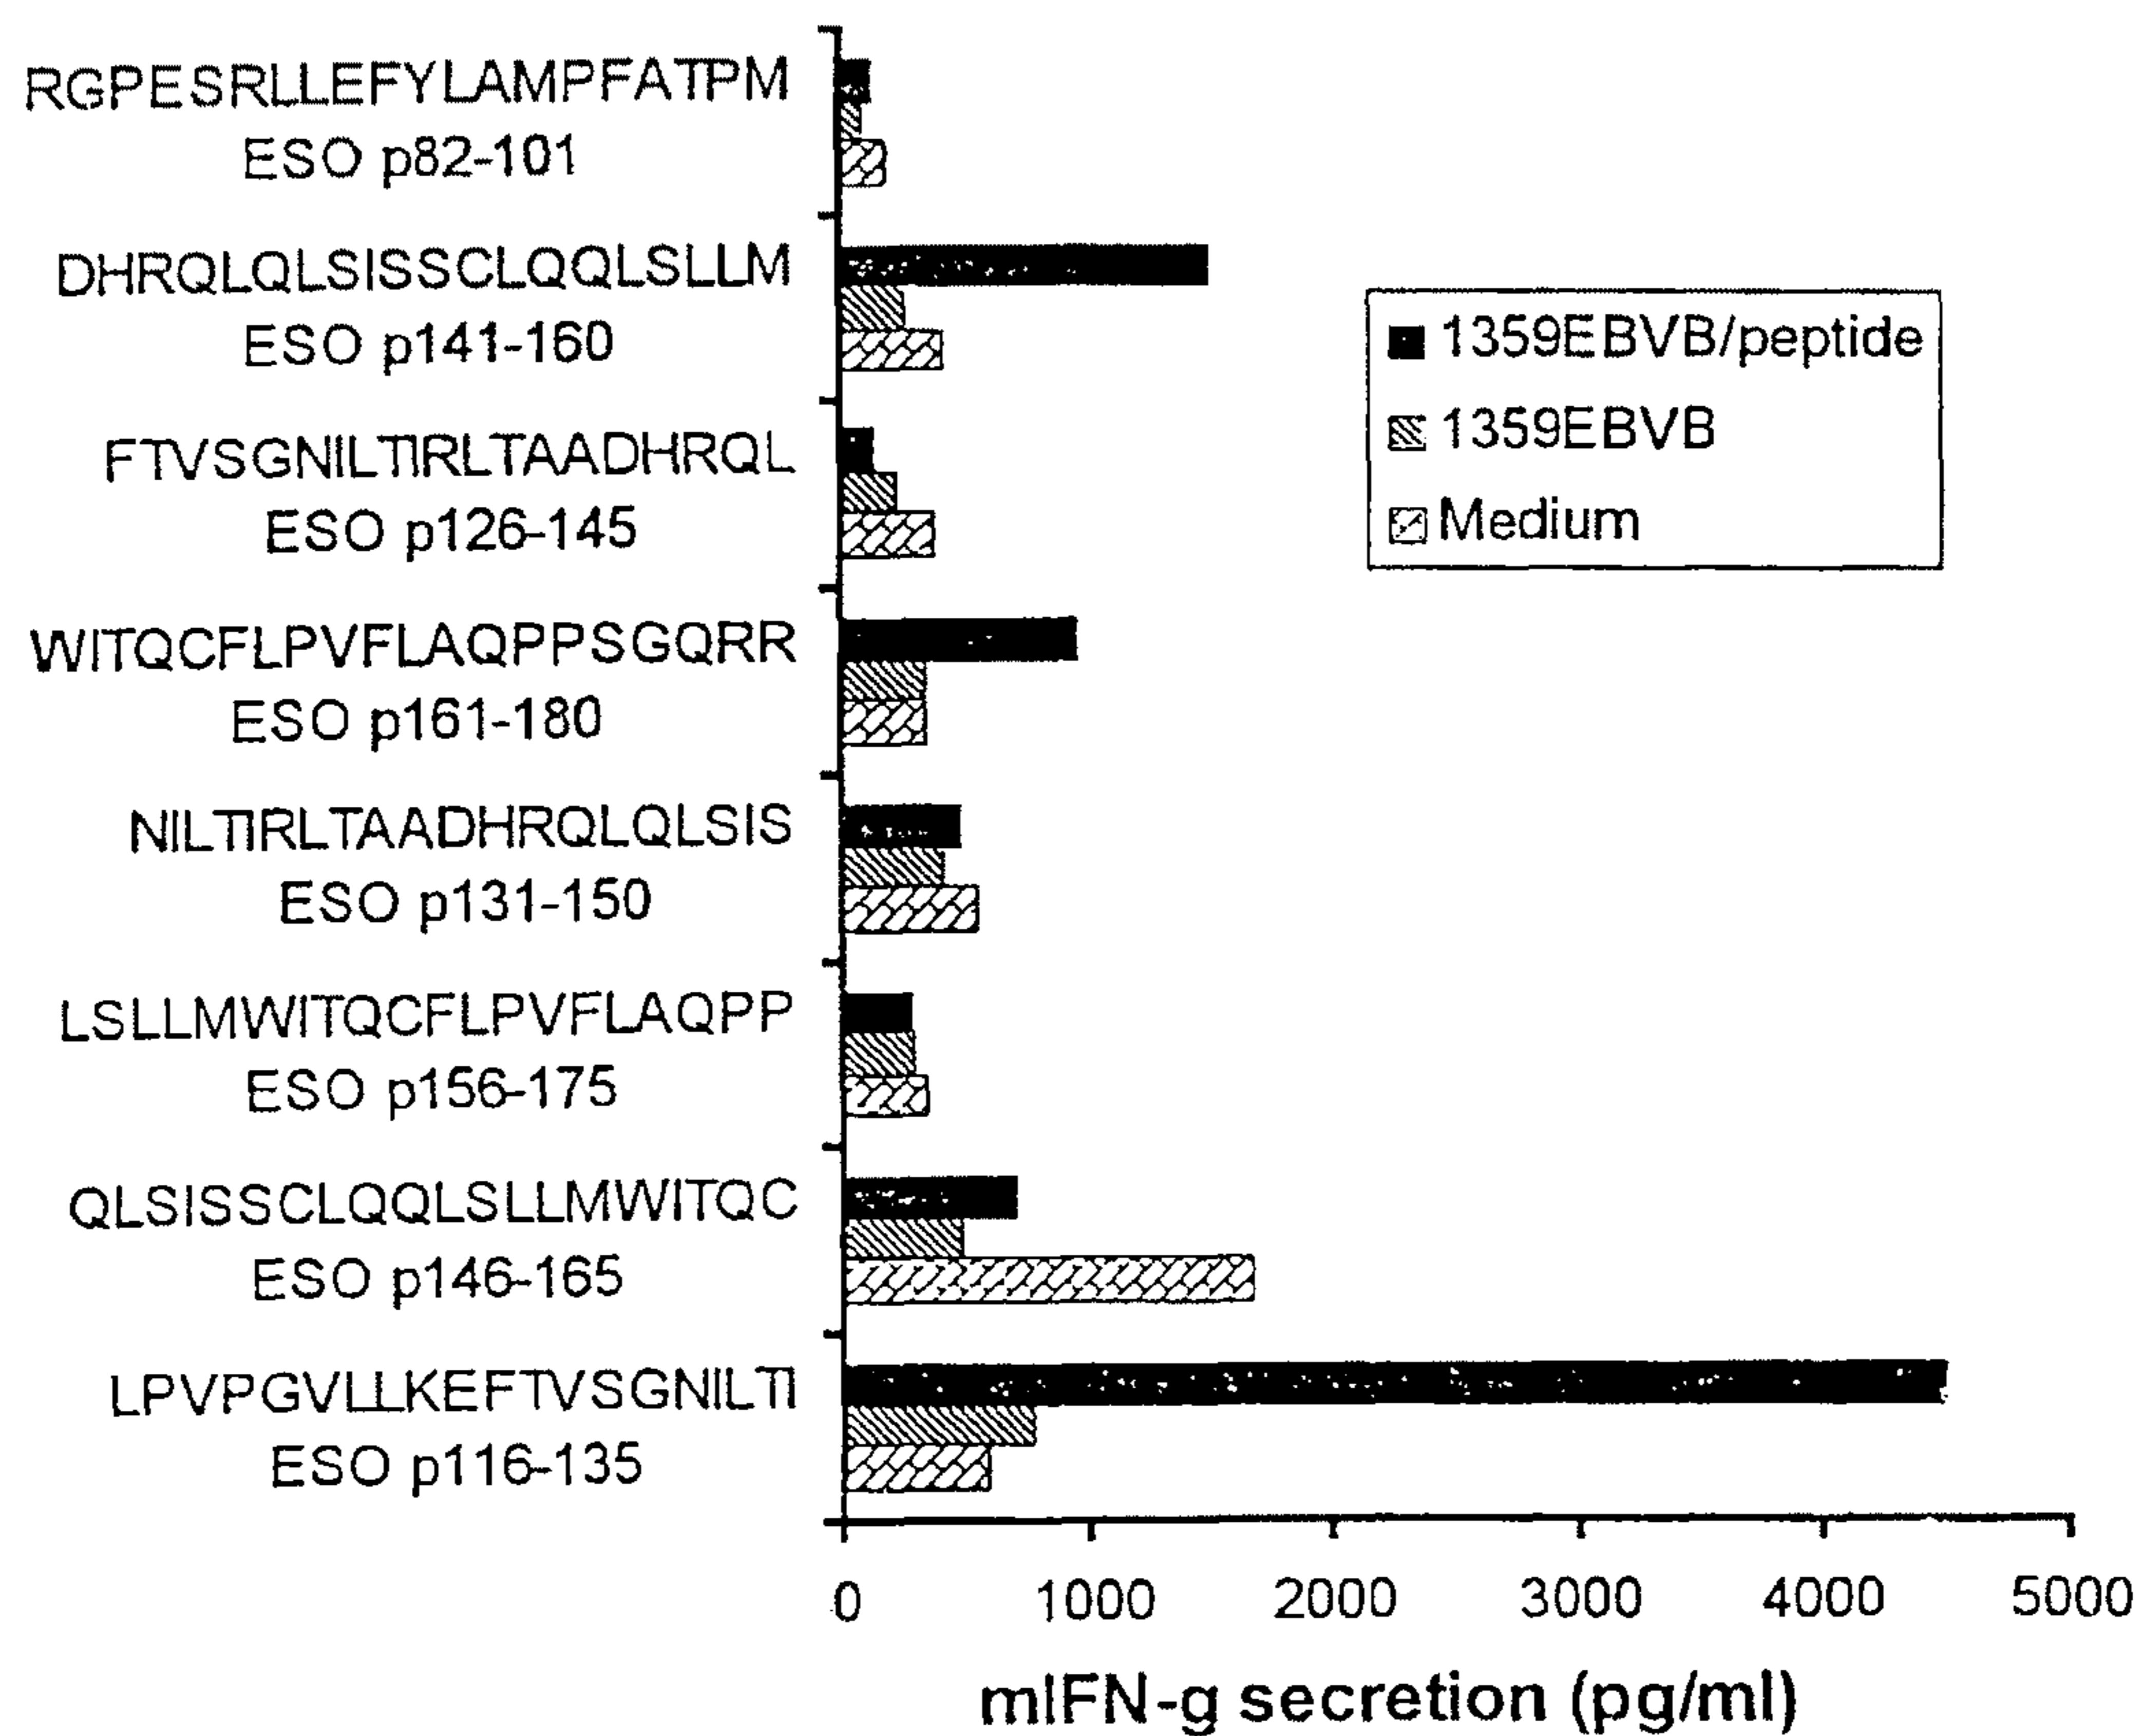 RGPESRLLEFYLAMPFATPM
ESO p82-101
DHRQLQLSISSCLQQLSLLM
ESO p141-160
FTVSGNILTIRLTAADHRQL
ESO p126-145
WITQCFLPVFLAQPPSGQRR
ESO p161-180
NILTIRLTAADHRQLQLSIS
ESO p131-150
LSLLMWITQCFLPVFLAQPP
ESO p156-175
QLSISSCLQQLSLLMWITQC
ESO p146-165
LPVPGVLLKEFTVSGNILTI
ESO p116-135
1359EBVB/peptide
1359EBVB
Medium
0 1000 2000 3000 4000 5000
mIFN-g secretion (pg/ml)